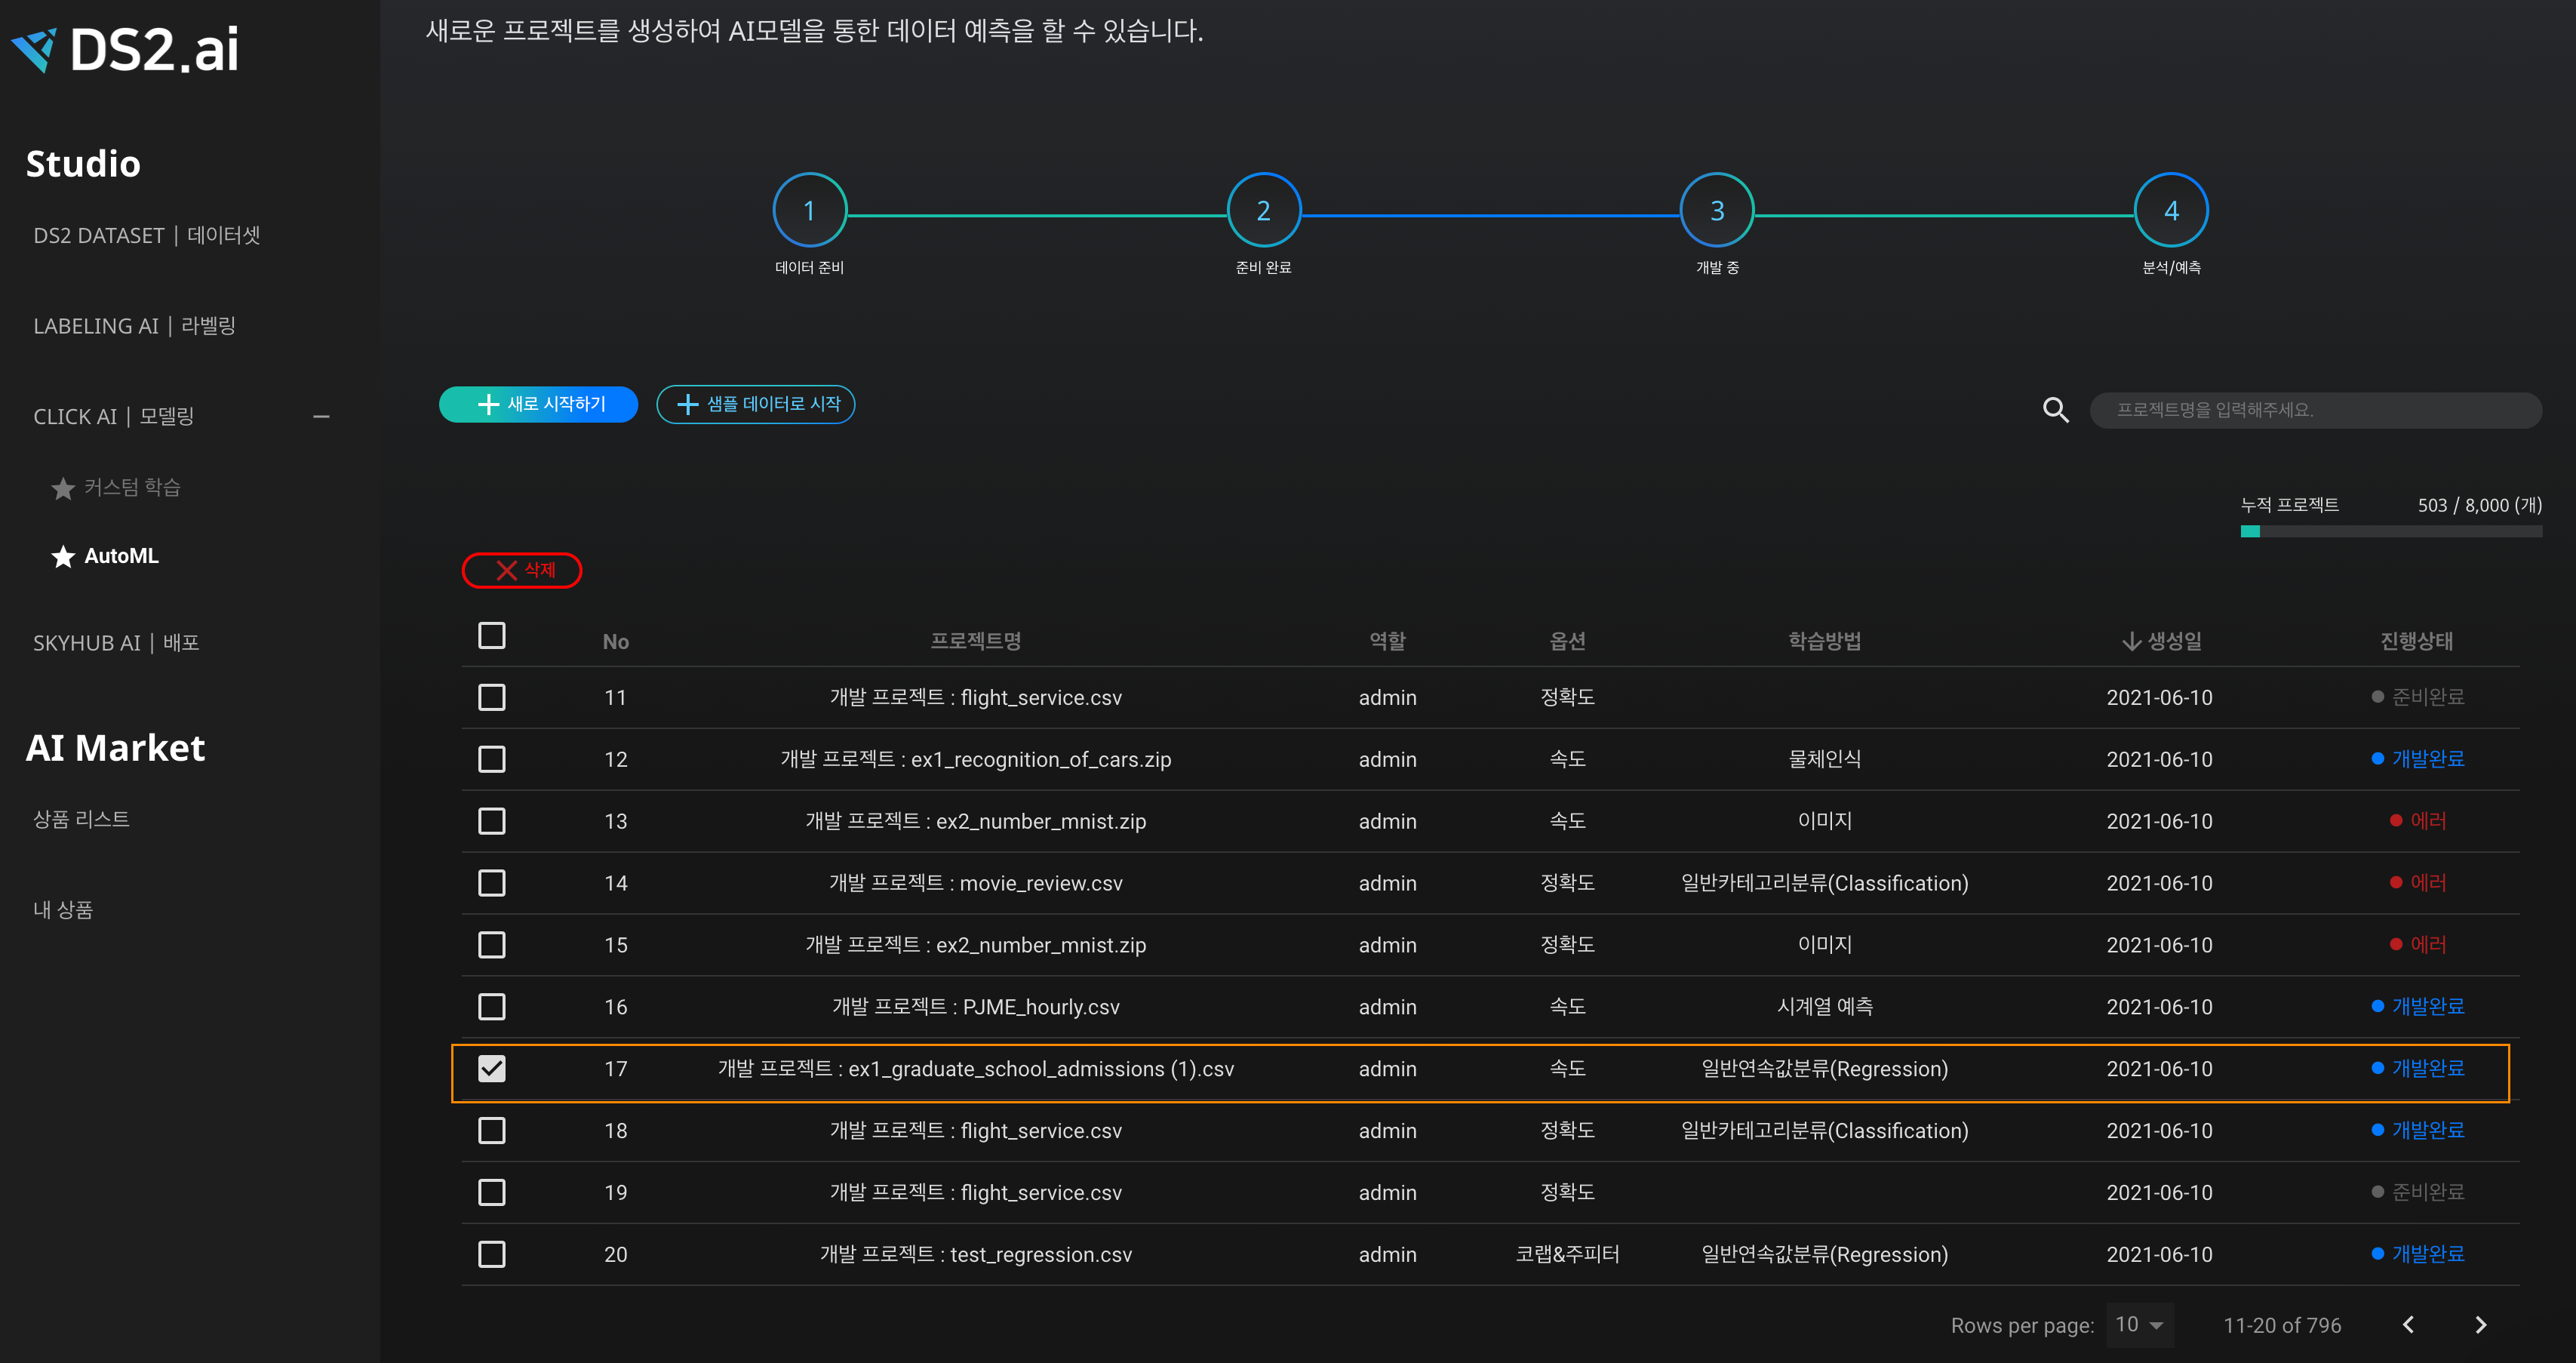 DS2.ai
새로운 프로젝트를 생성하여 AI모델을 통한 데이터 예측을 할 수 있습니다.
Studio
DS2 DATASET | 데이터셋
LABELING AI | 라벨링
CLICK AI | 모델링
커스텀 학습
AutoML
SKYHUB AI | 배포
AI Market
상품 리스트
내 상품
1 2 3 4
데이터 준비 준비 완료 개발 중 분석/예측
새로 시작하기 샘플 데이터로 시작 프로젝트명을 입력해주세요.
누적 프로젝트 503 / 8,000 (개)
삭제
No 프로젝트명 역할 옵션 학습방법 생성일 진행상태
11 개발 프로젝트 : flight_service.csv admin 정확도 2021-06-10 준비완료
12 개발 프로젝트 : ex1_recognition_of_cars.zip admin 속도 물체인식 2021-06-10 개발완료
13 개발 프로젝트 : ex2_number_mnist.zip admin 속도 이미지 2021-06-10 에러
14 개발 프로젝트 : movie_review.csv admin 정확도 일반카테고리분류(Classification) 2021-06-10 에러
15 개발 프로젝트 : ex2_number_mnist.zip admin 정확도 이미지 2021-06-10 에러
16 개발 프로젝트 : PJME_hourly.csv admin 속도 시계열 예측 2021-06-10 개발완료
17 개발 프로젝트 : ex1_graduate_school_admissions (1).csv admin 속도 일반연속값분류(Regression) 2021-06-10 개발완료
18 개발 프로젝트 : flight_service.csv admin 정확도 일반카테고리분류(Classification) 2021-06-10 개발완료
19 개발 프로젝트 : flight_service.csv admin 정확도 2021-06-10 준비완료
20 개발 프로젝트 : test_regression.csv admin 코랩&주피터 일반연속값분류(Regression) 2021-06-10 개발완료
Rows per page: 10 11-20 of 796